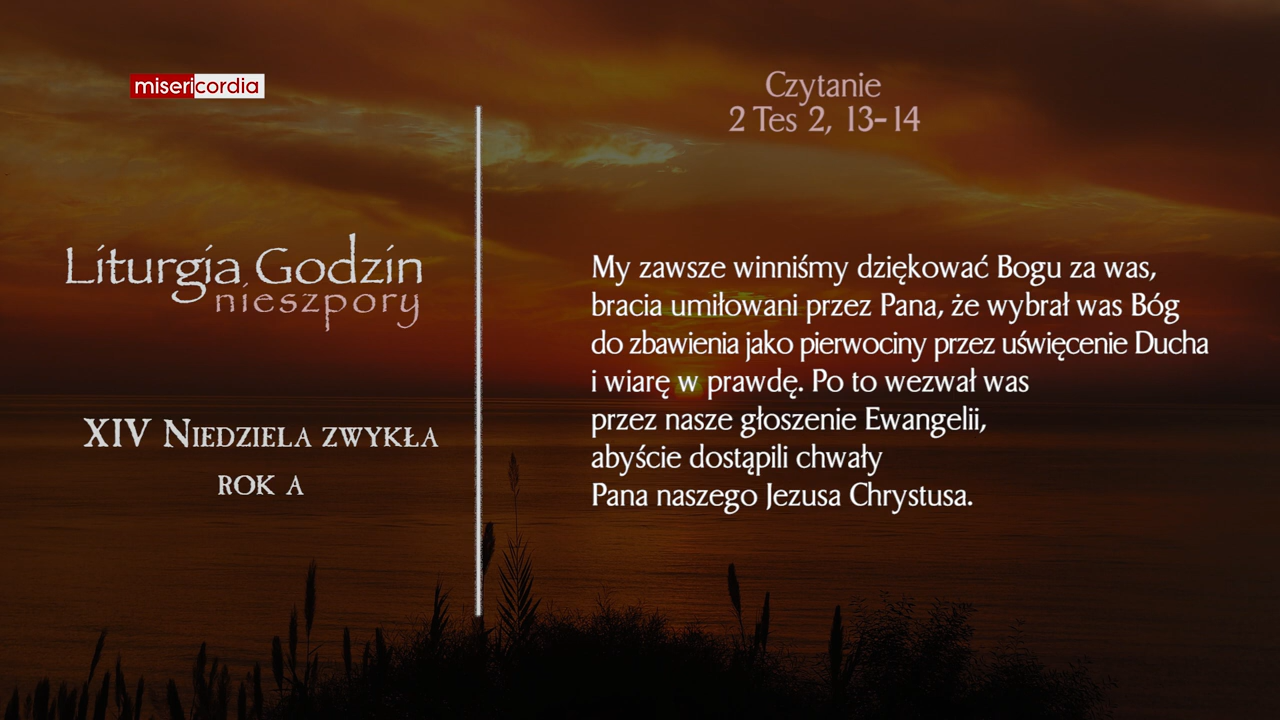 misericordia
Liturgia Godzin
nieszpory
XIV Niedziela zwykła
rok A
Czytanie
2 Tes 2, 13-14
My zawsze winniśmy dziękować Bogu za was,
bracia umiłowani przez Pana, że wybrał was Bóg
do zbawienia jako pierwociny przez uświęcenie Ducha
i wiarę w prawdę. Po to wezwał was
przez nasze głoszenie Ewangelii,
abyście dostąpili chwały
Pana naszego Jezusa Chrystusa.